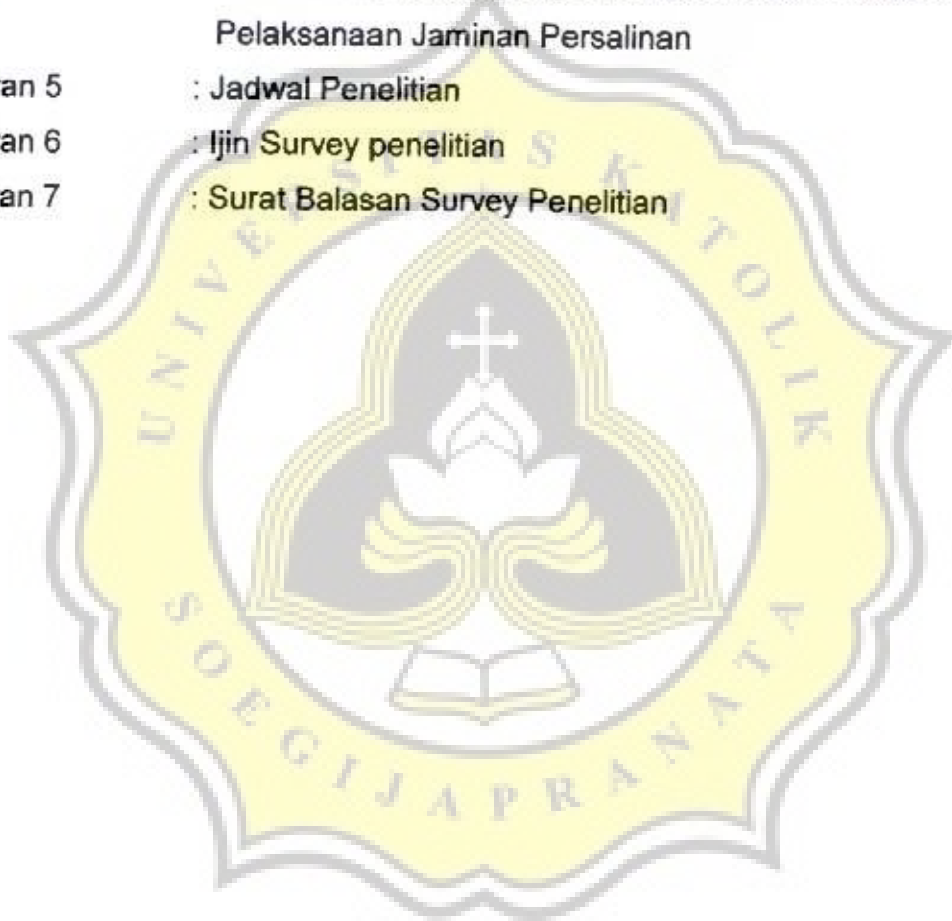 Pelaksanaan Jaminan Persalinan
an 5 : Jadwal Penelitian
an 6 : Ijin Survey penelitian
an 7 : Surat Balasan Survey Penelitian
UNIVERSITAS KATOLIK
SOEGIJAPRANATA